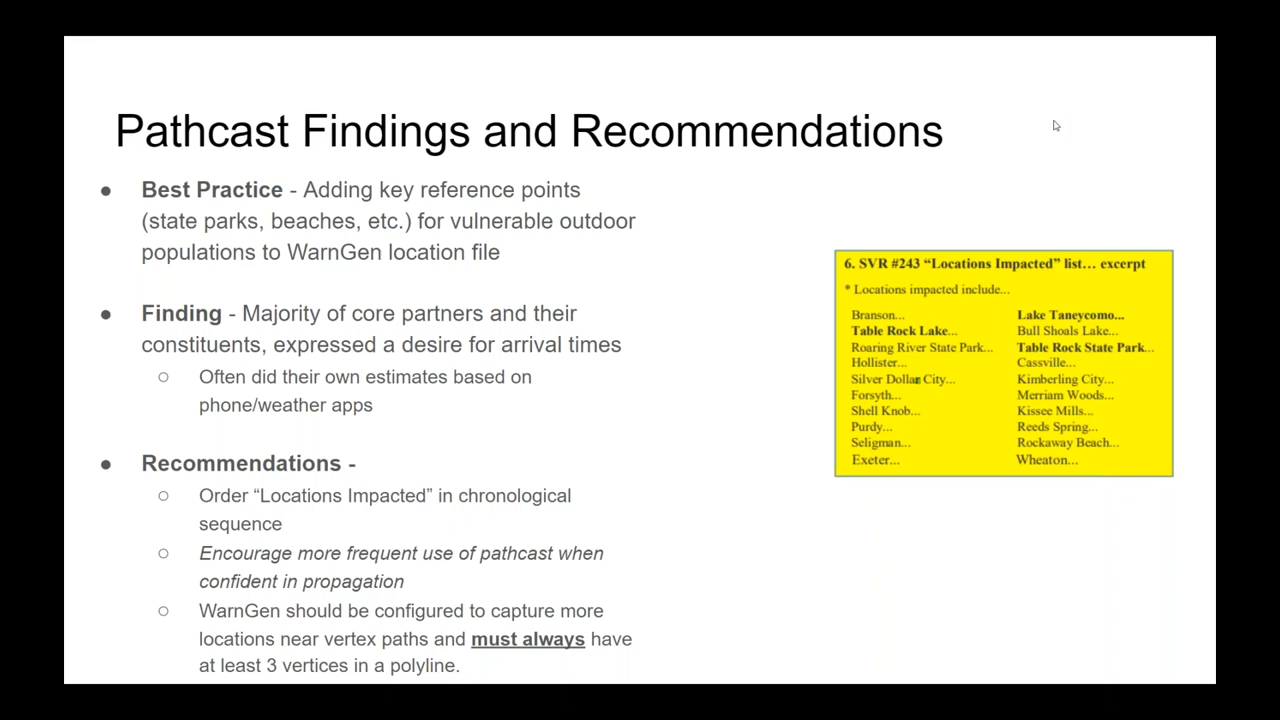 Pathcast Findings and Recommendations
● Best Practice - Adding key reference points
(state parks, beaches, etc.) for vulnerable outdoor
populations to WarnGen location file
● Finding - Majority of core partners and their
constituents, expressed a desire for arrival times
○ Often did their own estimates based on
phone/weather apps
● Recommendations -
○ Order “Locations Impacted” in chronological
sequence
○ Encourage more frequent use of pathcast when
confident in propagation
○ WarnGen should be configured to capture more
locations near vertex paths and must always have
at least 3 vertices in a polyline.
6. SVR #243 “Locations Impacted” list… excerpt
* Locations impacted include...
Branson...
Table Rock Lake...
Roaring River State Park...
Hollister...
Silver Dollar City...
Forsyth...
Shell Knob...
Purdy...
Seligman...
Exeter...
Lake Taneycomo...
Bull Shoals Lake...
Table Rock State Park...
Cassville...
Kimberling City...
Merriam Woods...
Kissee Mills...
Reeds Spring...
Rockaway Beach...
Wheaton...